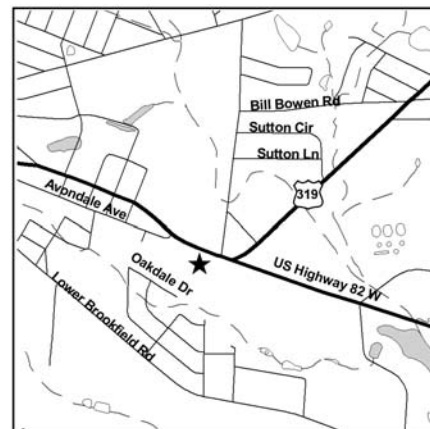 Bill Bowen Rd
Sutton Cir
Sutton Ln
319
Avondale Ave
Oakdale Dr
US Highway 82 W
Lower Brookfield Rd